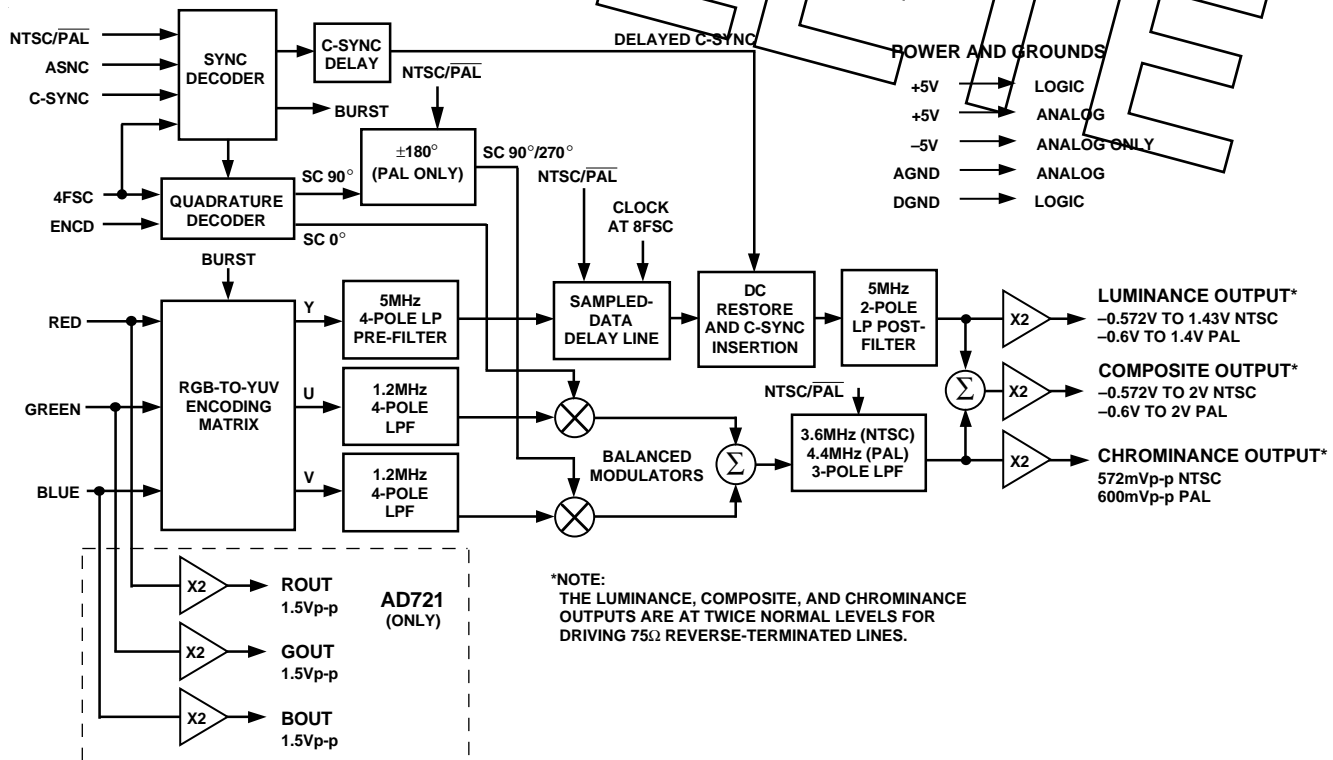 NTSC/PAL
ASNC
C-SYNC
4FSC
ENCD
SYNC
DECODER
C-SYNC
DELAY
DELAYED C-SYNC
BURST
NTSC/PAL
±180°
(PAL ONLY)
SC 90°
SC 90°/270°
QUADRATURE
DECODER
SC 0°
POWER AND GROUNDS
+5V LOGIC
+5V ANALOG
–5V ANALOG ONLY
AGND ANALOG
DGND LOGIC
NTSC/PAL
CLOCK
AT 8FSC
BURST
RED
GREEN
BLUE
RGB-TO-YUV
ENCODING
MATRIX
Y
U
V
5MHz
4-POLE LP
PRE-FILTER
1.2MHz
4-POLE
LPF
1.2MHz
4-POLE
LPF
SAMPLED-
DATA
DELAY LINE
DC
RESTORE
AND C-SYNC
INSERTION
5MHz
2-POLE
LP POST-
FILTER
BALANCED
MODULATORS
Σ
NTSC/PAL
3.6MHz (NTSC)
4.4MHz (PAL)
3-POLE LPF
Σ
X2
X2
X2
LUMINANCE OUTPUT*
–0.572V TO 1.43V NTSC
–0.6V TO 1.4V PAL
COMPOSITE OUTPUT*
–0.572V TO 2V NTSC
–0.6V TO 2V PAL
CHROMINANCE OUTPUT*
572mVp-p NTSC
600mVp-p PAL
X2
ROUT
1.5Vp-p
X2
GOUT
1.5Vp-p
X2
BOUT
1.5Vp-p
AD721
(ONLY)
*NOTE:
THE LUMINANCE, COMPOSITE, AND CHROMINANCE
OUTPUTS ARE AT TWICE NORMAL LEVELS FOR
DRIVING 75Ω REVERSE-TERMINATED LINES.